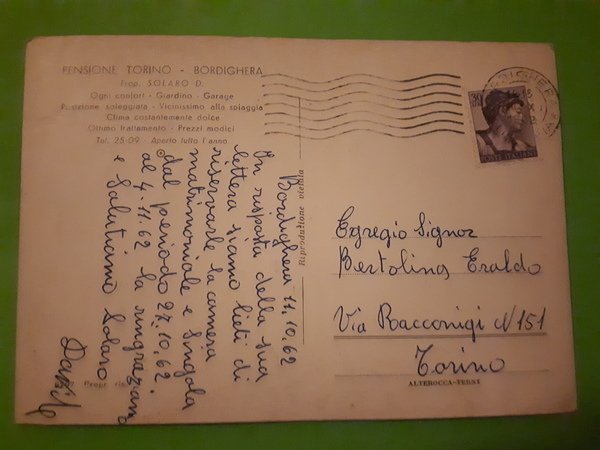 PENSIONE TORINO - BORDIGHERA
Prop. SOLARO D.
Ogni confort - Giardino - Garage
Posizione soleggiata - Vicinissimo alla spiaggia
Clima costantemente dolce
Ottimo trattamento - Prezzi modici
Tel. 25-09 - Aperto tutto l'anno
Bordighera 11.10.62
In risposta della sua
lettera siamo lieti di
riservarle la camera
matrimoniale e singola
dal periodo 27.10.62.
al 4.11.62 la ringraziamo
e salutiamo Solaro
Riproduzione vietata
30
POSTE ITALIANE
Egregio Signor
Bertolina Eraldo
Via Racconigi N 151
Torino
ALTEROCCA-TERNI